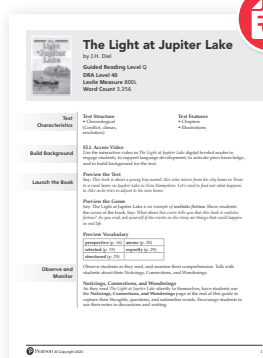 The Light at Jupiter Lake
by J.H. Diel
Guided Reading Level Q
DRA Level 40
Lexile Measure 800L
Word Count 3,356
Text
Characteristics
Text Structure
• Chronological
(Conflict, climax,
resolution)
Text Features
• Chapters
• Illustrations
Build Background
ELL Access Video
Use the interactive video in The Light at Jupiter Lake digital leveled reader to
engage students, to support language development, to activate prior knowledge,
and to build background for the text.
Launch the Book
Preview the Text
Say: This book is about a young boy named Alex who moves from his city home in Texas
to a rural home on Jupiter Lake in New Hampshire. Let's read to find out what happens
to Alex as he tries to adjust to his new home.
Preview the Genre
Say: The Light at Jupiter Lake is an example of realistic fiction. Show students
the cover of the book. Say: What about this cover tells you that this book is realistic
fiction? As you read, ask yourself if the events in the story are things that could happen
in real life.
Preview Vocabulary
perspective (p. 16) access (p. 28)
selected (p. 19) expertly (p. 29)
structured (p. 25)
Observe and
Monitor
Observe students as they read, and monitor their comprehension. Talk with
students about their Noticings, Connections, and Wonderings.
Noticings, Connections, and Wonderings
As they read The Light at Jupiter Lake silently to themselves, have students use
the Noticings, Connections, and Wonderings page at the end of this guide to
capture their thoughts, questions, and unfamiliar words. Encourage students to
use their notes in discussions and writing.
Pearson © Copyright 2020
1